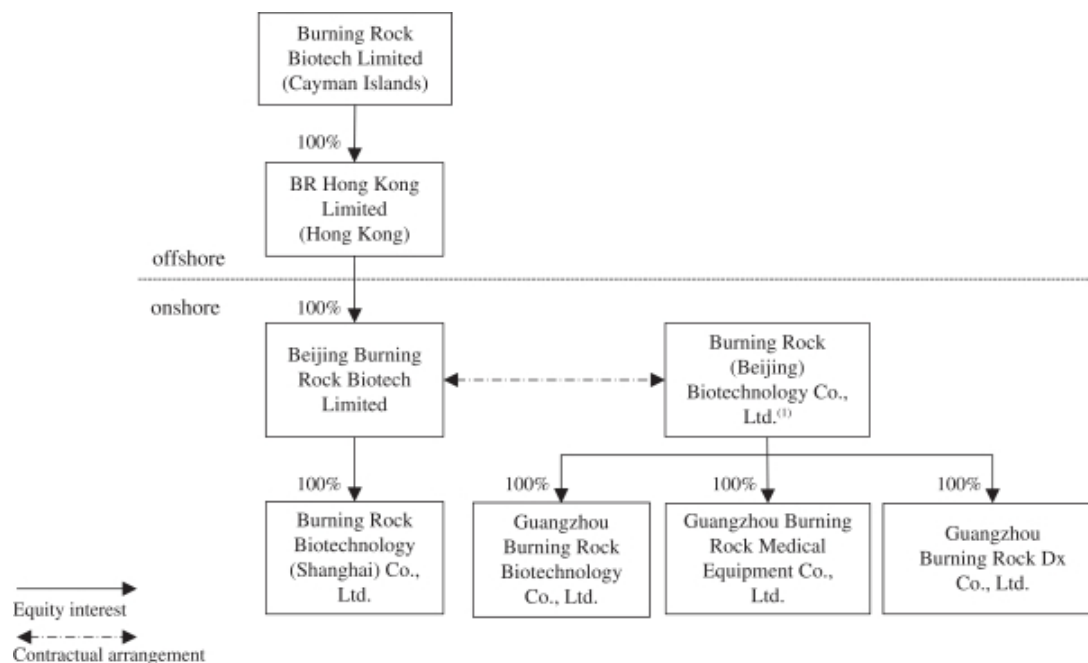 Burning Rock
Biotech Limited
(Cayman Islands)
100%
BR Hong Kong
Limited
(Hong Kong)
offshore
onshore
100%
Beijing Burning
Rock Biotech
Limited
Burning Rock
(Beijing)
Biotechnology Co.,
Ltd.(1)
100%
100%
100%
100%
Burning Rock
Biotechnology
(Shanghai) Co.,
Ltd.
Guangzhou
Burning Rock
Biotechnology
Co., Ltd.
Guangzhou Burning
Rock Medical
Equipment Co.,
Ltd.
Guangzhou
Burning Rock Dx
Co., Ltd.
Equity interest
Contractual arrangement